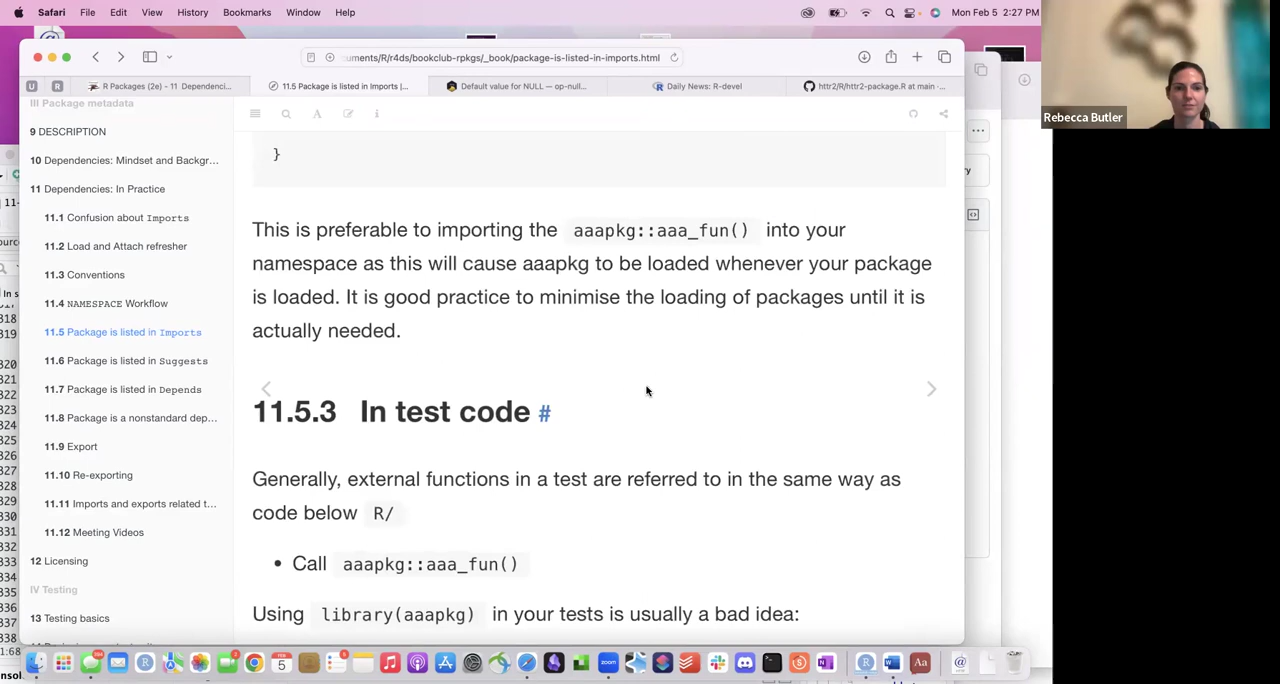 Safari File Edit View History Bookmarks Window Help
Mon Feb 5 2:27 PM
Rebecca Butler
cuments/R/r4ds/bookclub-rpkgs/_book/package-is-listed-in-imports.html
U R R Packages (2e) - 11 Dependenci...
11.5 Package is listed in Imports |...
Default value for NULL — op-null...
Daily News: R-devel
httr2/R/httr2-package.R at main ·...
III Package metadata
9 DESCRIPTION
10 Dependencies: Mindset and Backgr...
11 Dependencies: In Practice
11.1 Confusion about Imports
11.2 Load and Attach refresher
11.3 Conventions
11.4 NAMESPACE Workflow
11.5 Package is listed in Imports
11.6 Package is listed in Suggests
11.7 Package is listed in Depends
11.8 Package is a nonstandard dep...
11.9 Export
11.10 Re-exporting
11.11 Imports and exports related t...
11.12 Meeting Videos
12 Licensing
IV Testing
13 Testing basics
}
This is preferable to importing the aaapkg::aaa_fun() into your
namespace as this will cause aaapkg to be loaded whenever your package
is loaded. It is good practice to minimise the loading of packages until it is
actually needed.
11.5.3 In test code #
Generally, external functions in a test are referred to in the same way as
code below R/
• Call aaapkg::aaa_fun()
Using library(aaapkg) in your tests is usually a bad idea: